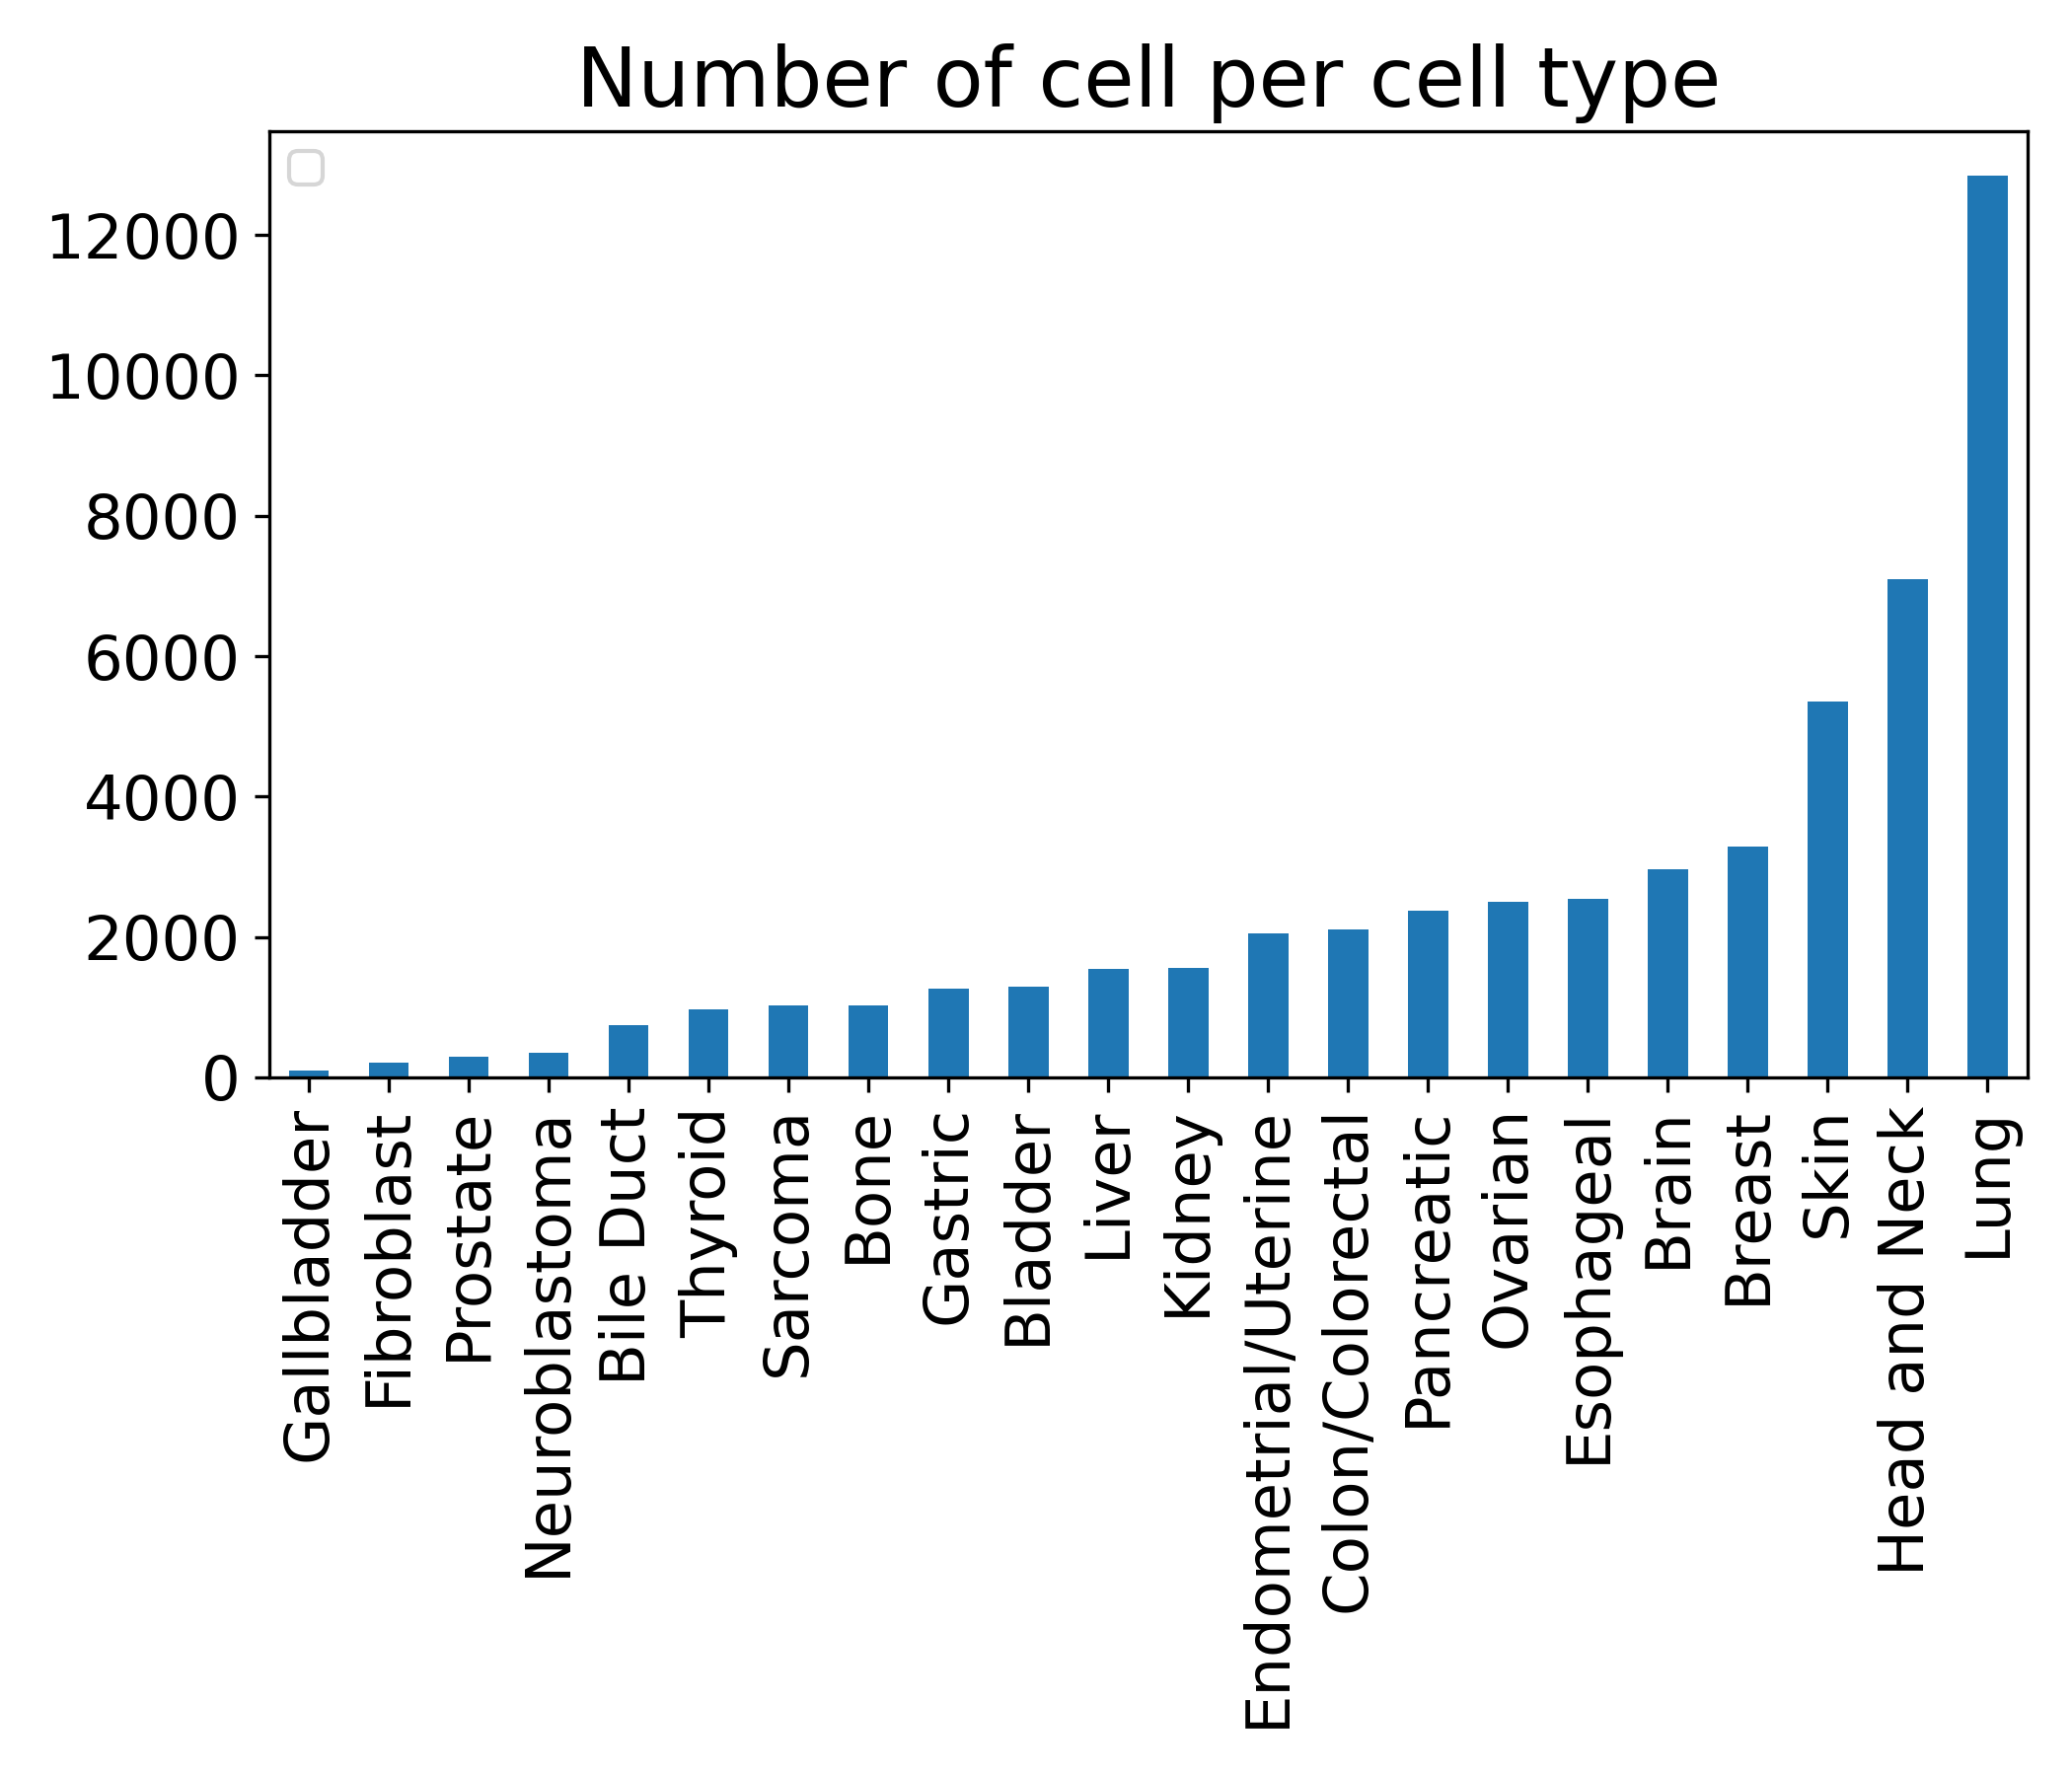 Number of cell per cell type
12000
10000
8000
6000
4000
2000
0
Gallbladder
Fibroblast
Prostate
Neuroblastoma
Bile Duct
Thyroid
Sarcoma
Bone
Gastric
Bladder
Liver
Kidney
Endometrial/Uterine
Colon/Colorectal
Pancreatic
Ovarian
Esophageal
Brain
Breast
Skin
Head and Neck
Lung